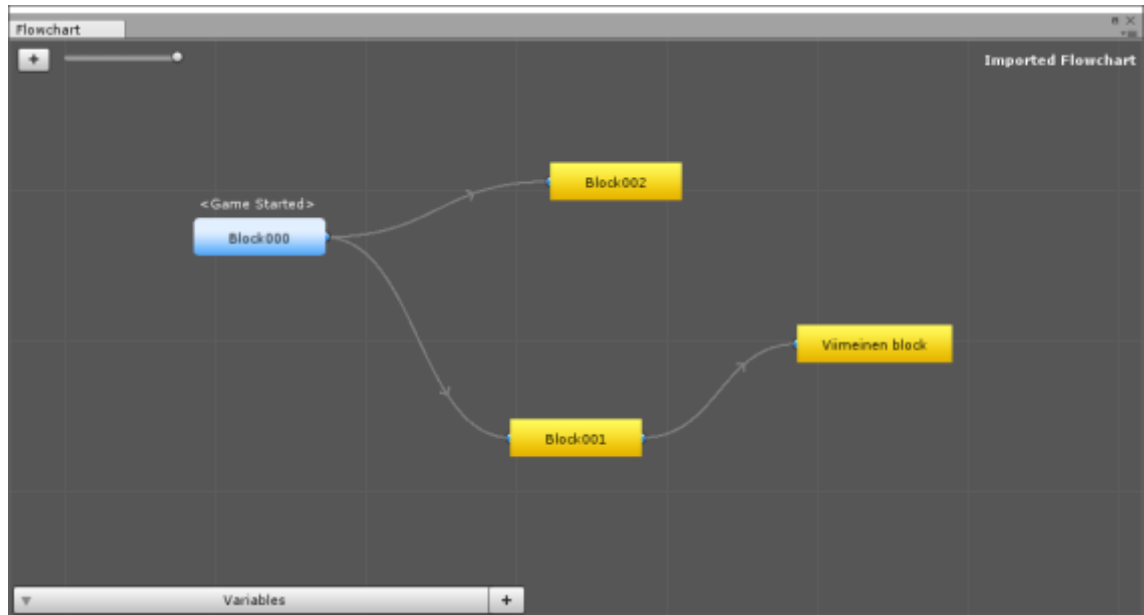 Flowchart
+
Imported Flowchart
Block002
<Game Started>
Block000
Viimeinen block
Block001
Variables
+